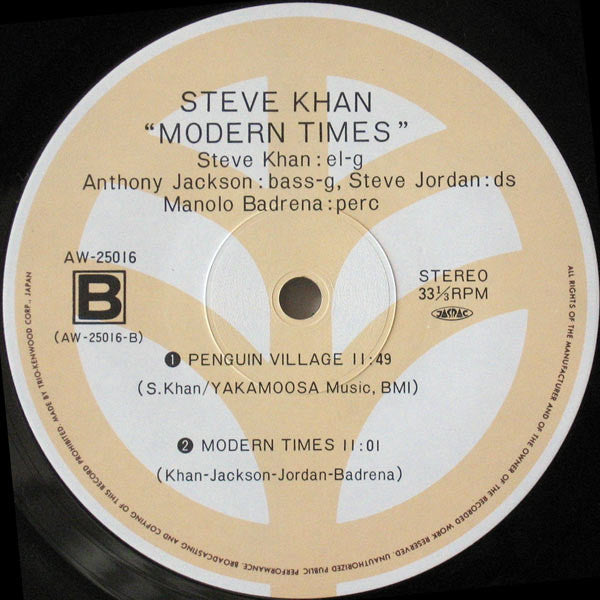 STEVE KHAN
“MODERN TIMES”
Steve Khan : el-g
Anthony Jackson : bass-g, Steve Jordan : ds
Manolo Badrena : perc
AW-25016
B
(AW-25016-B)
STEREO
33⅓RPM
JASRAC
❶ PENGUIN VILLAGE 11:49
(S.Khan/YAKAMOOSA Music, BMI)
❷ MODERN TIMES 11:01
(Khan-Jackson-Jordan-Badrena)
ALL RIGHTS OF THE MANUFACTURER AND OF THE OWNER OF THE RECORDED WORK RESERVED. UNAUTHORIZED PUBLIC PERFORMANCE, BROADCASTING AND COPYING OF THIS RECORD PROHIBITED. MADE BY TRIO-KENWOOD CORP., JAPAN